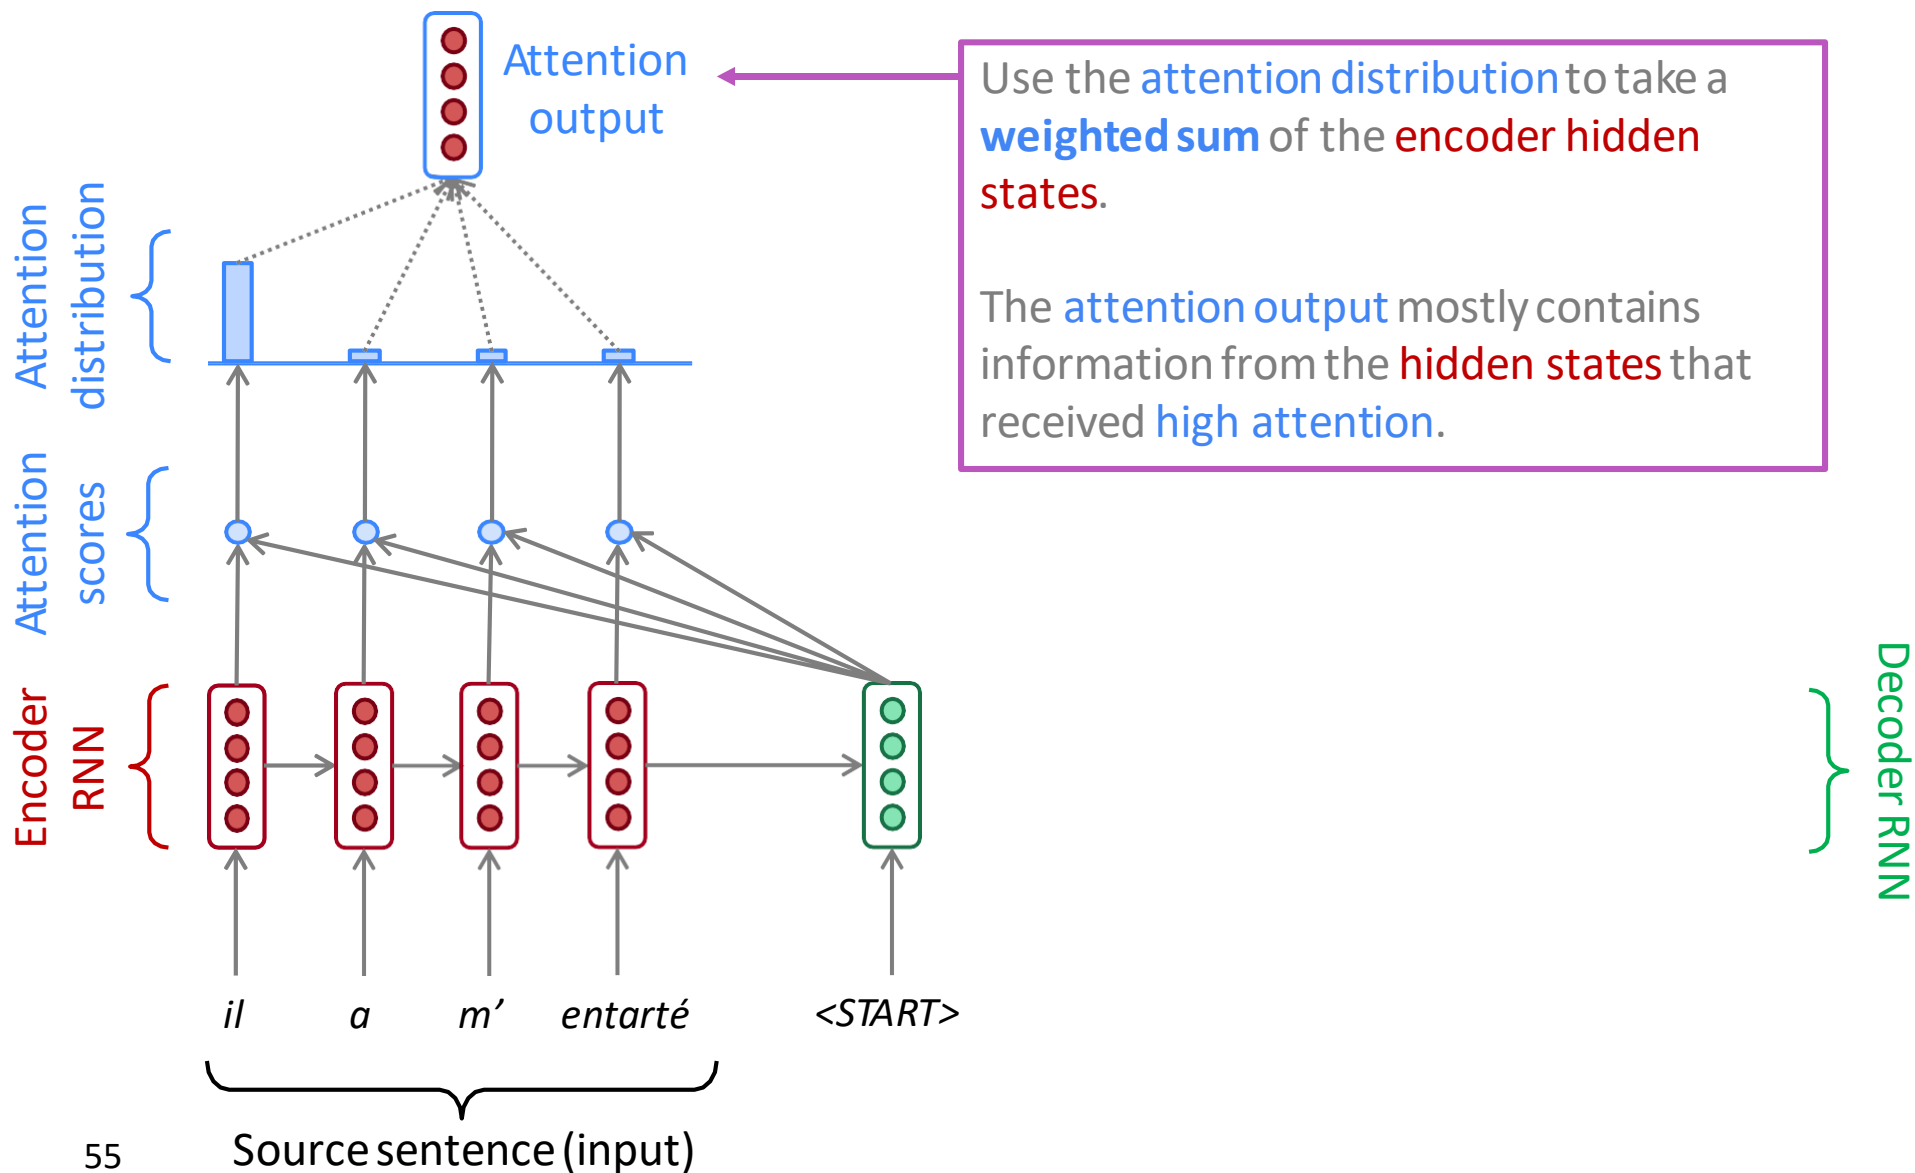 Attention
output
Use the attention distribution to take a
weighted sum of the encoder hidden
states.
The attention output mostly contains
information from the hidden states that
received high attention.
Attention
distribution
Attention
scores
Encoder
RNN
Decoder RNN
il a m’ entarté <START>
Source sentence (input)
55